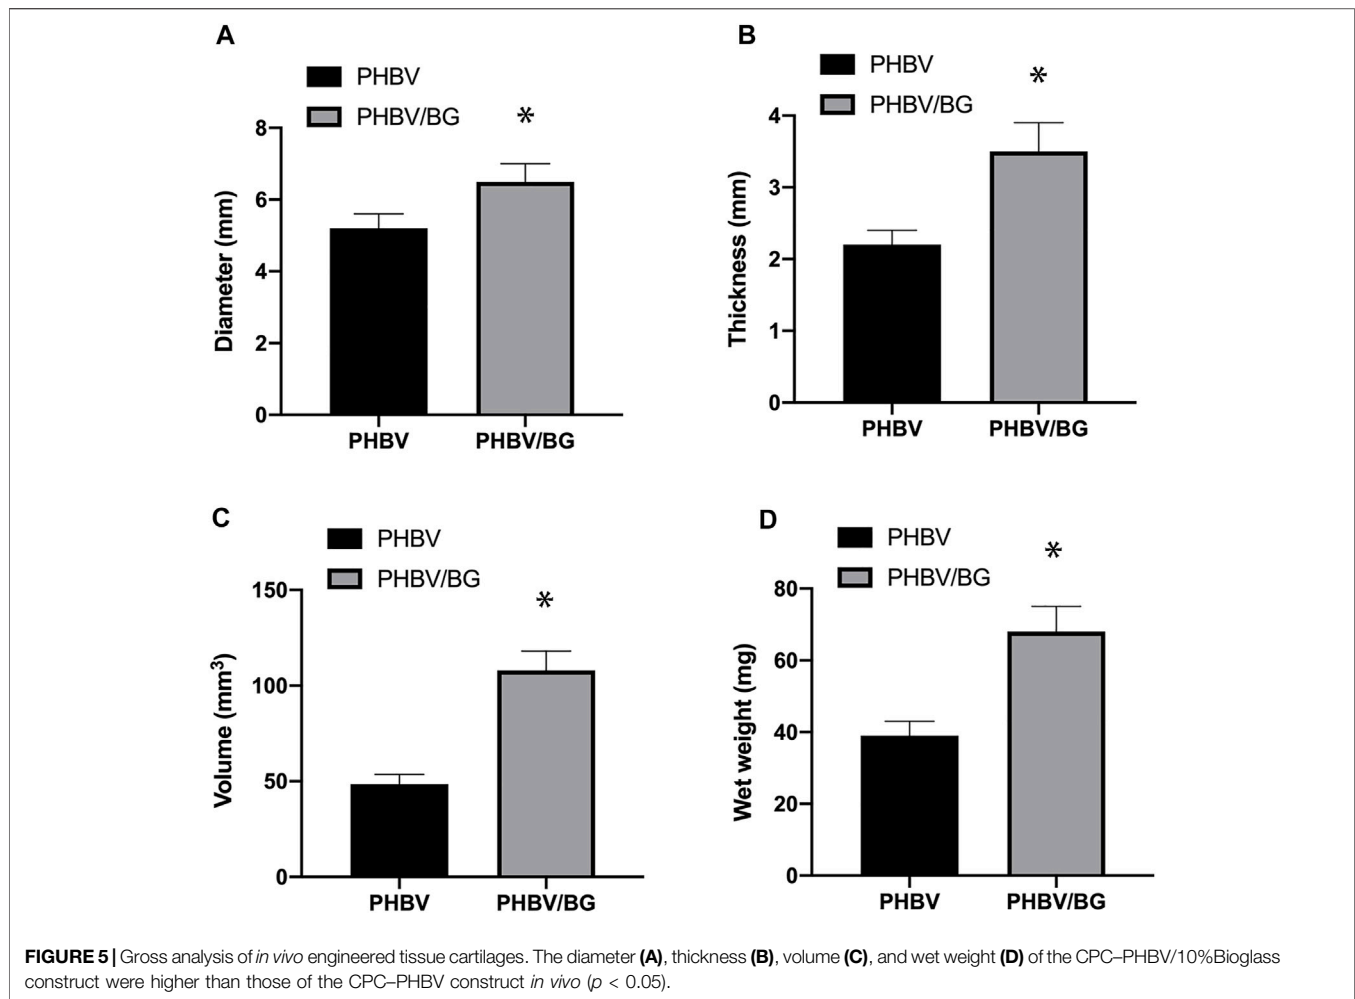 A
PHBV
PHBV/BG
*
8
6
4
2
0
Diameter (mm)
PHBV PHBV/BG
B
PHBV
PHBV/BG
*
4
3
2
1
0
Thickness (mm)
PHBV PHBV/BG
C
PHBV
PHBV/BG
*
150
100
50
0
Volume (mm³)
PHBV PHBV/BG
D
PHBV
PHBV/BG
*
80
60
40
20
0
Wet weight (mg)
PHBV PHBV/BG
FIGURE 5 | Gross analysis of in vivo engineered tissue cartilages. The diameter (A), thickness (B), volume (C), and wet weight (D) of the CPC–PHBV/10%Bioglass
construct were higher than those of the CPC–PHBV construct in vivo (p < 0.05).